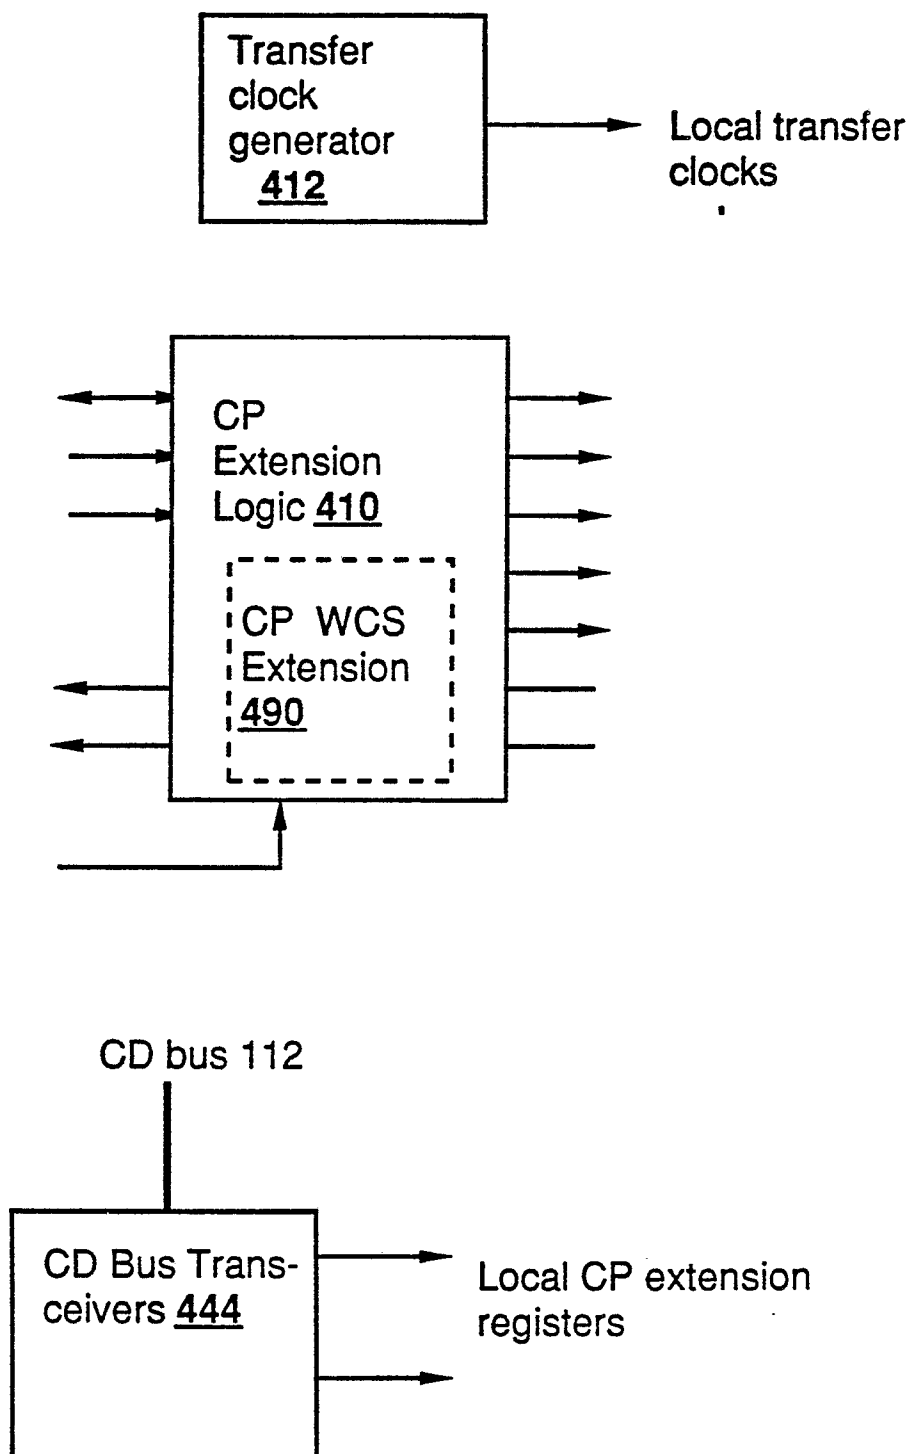 Transfer
clock
generator
412
Local transfer
clocks
CP
Extension
Logic 410
CP WCS
Extension
490
CD bus 112
CD Bus Trans-
ceivers 444
Local CP extension
registers